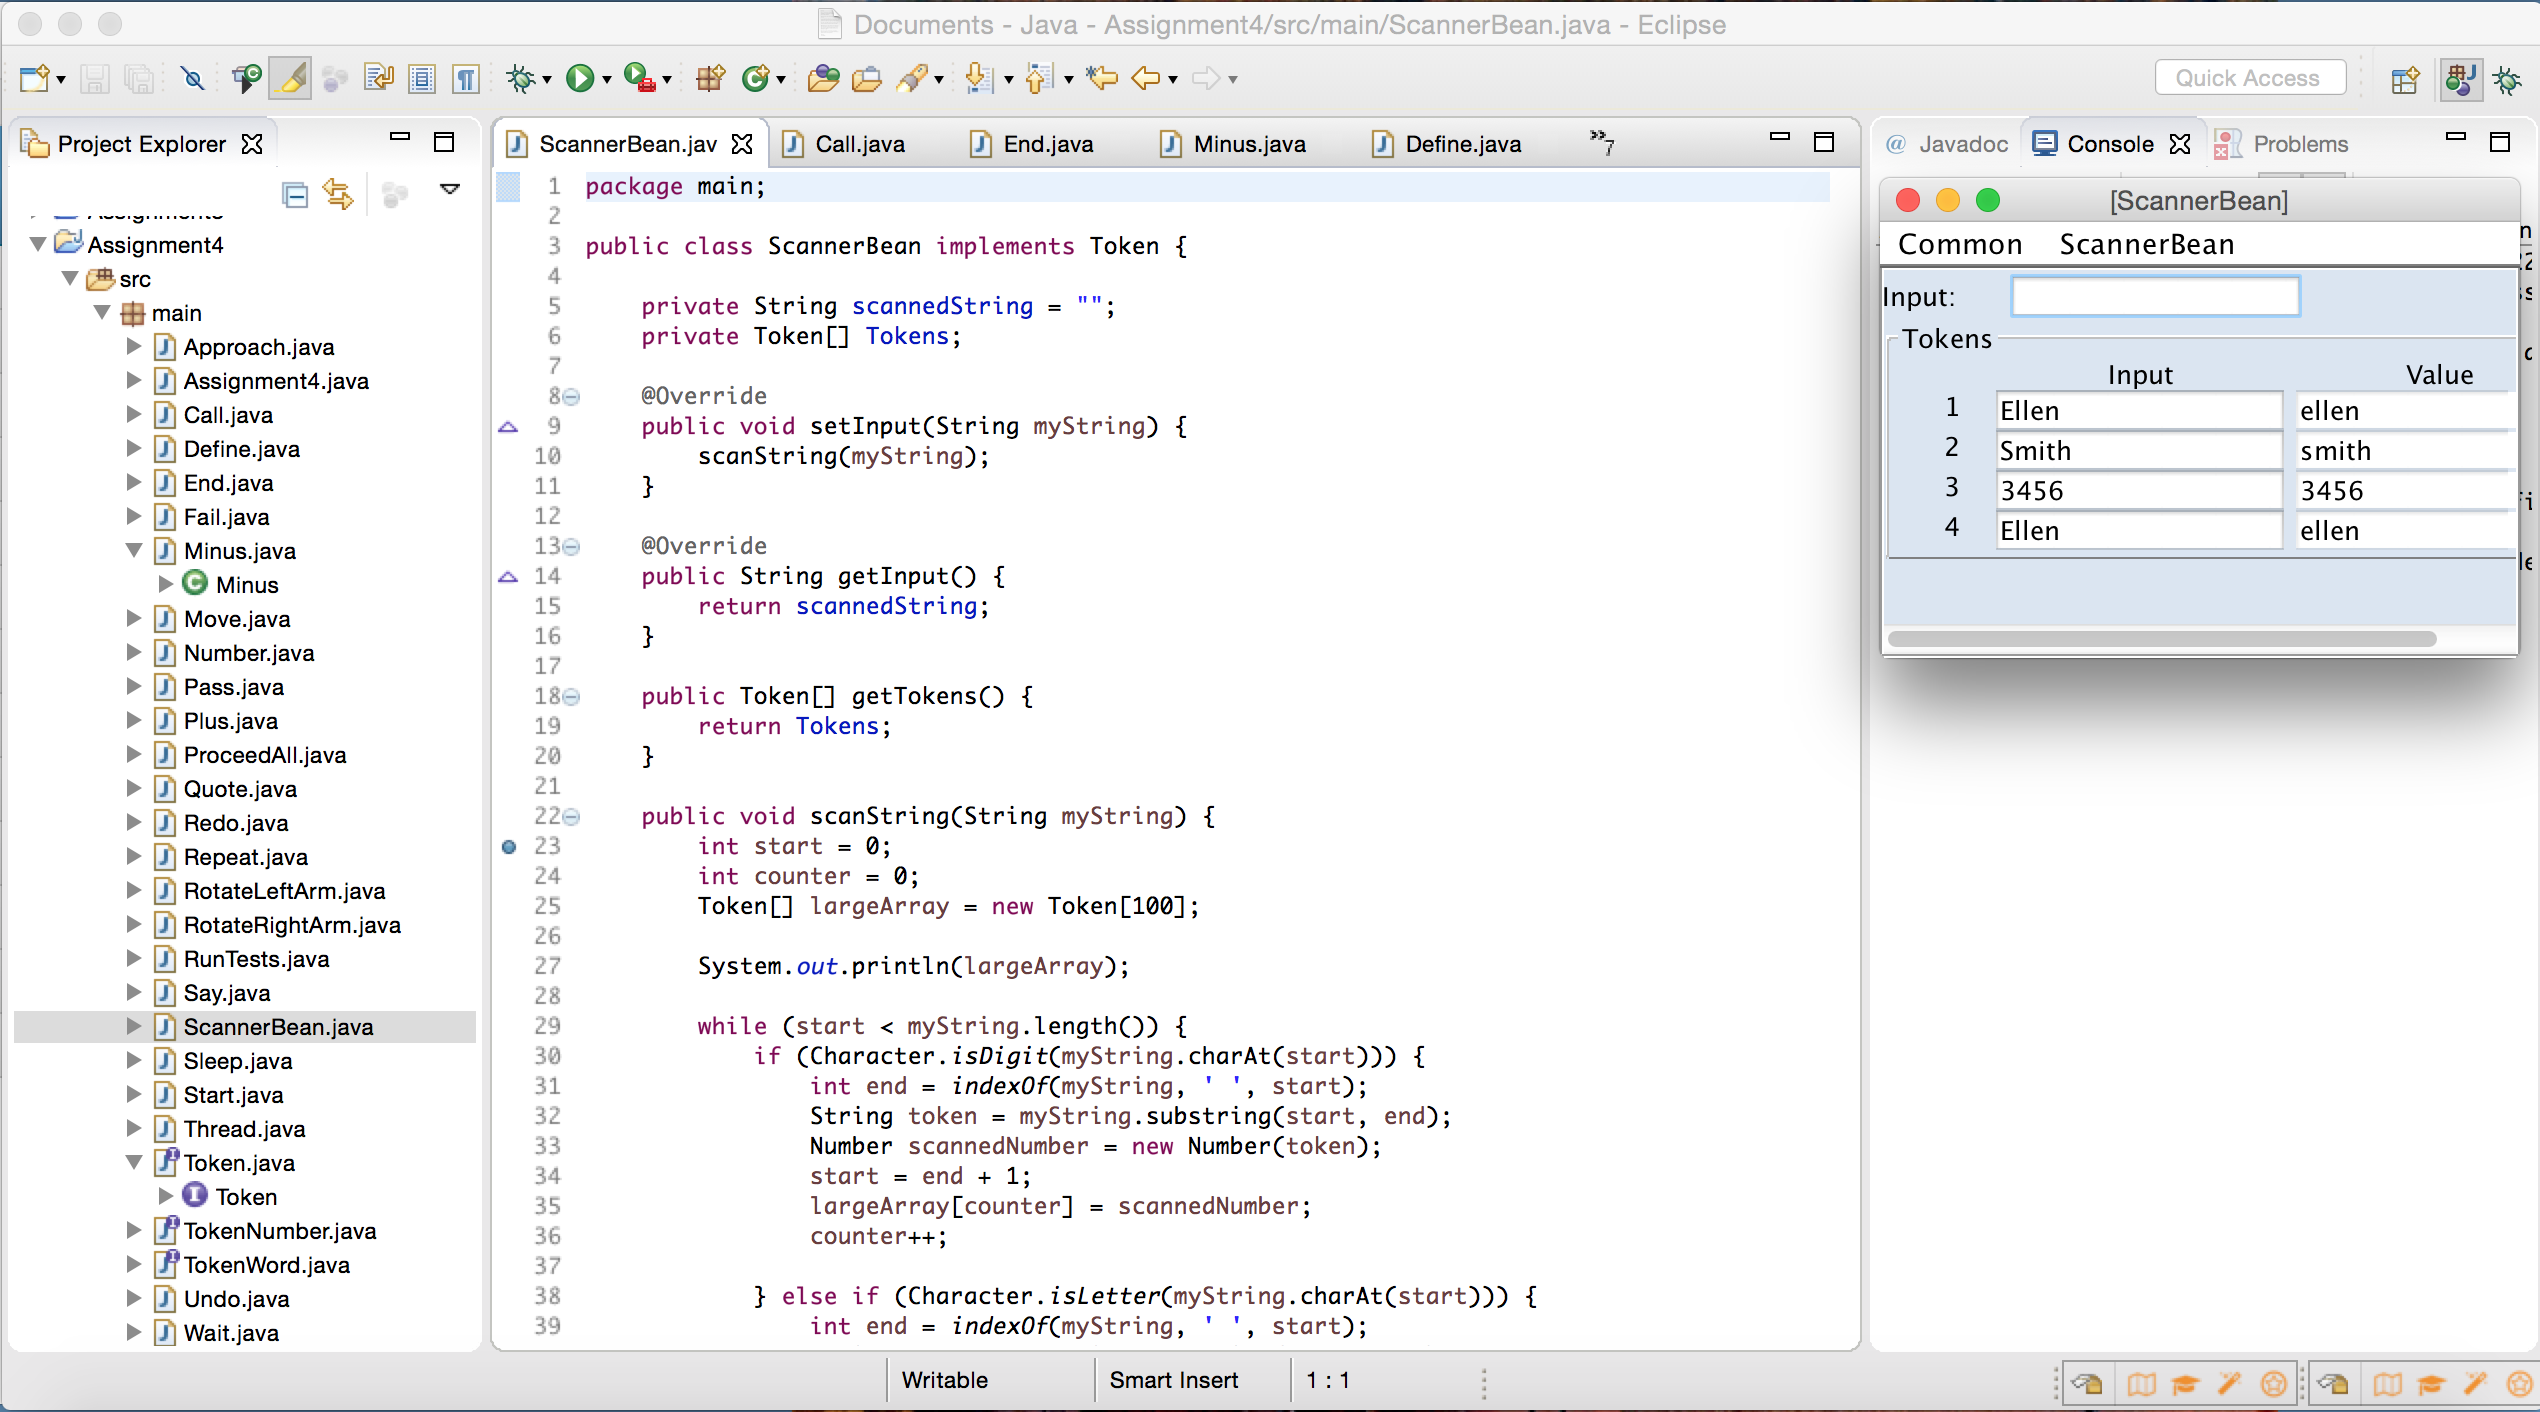 Documents - Java - Assignment4/src/main/ScannerBean.java - Eclipse
Quick Access
Project Explorer
Assignment4
src
main
Approach.java
Assignment4.java
Call.java
Define.java
End.java
Fail.java
Minus.java
Minus
Move.java
Number.java
Pass.java
Plus.java
ProceedAll.java
Quote.java
Redo.java
Repeat.java
RotateLeftArm.java
RotateRightArm.java
RunTests.java
Say.java
ScannerBean.java
Sleep.java
Start.java
Thread.java
Token.java
Token
TokenNumber.java
TokenWord.java
Undo.java
Wait.java
ScannerBean.jav Call.java End.java Minus.java Define.java »7
1 package main;
2
3 public class ScannerBean implements Token {
4
5 private String scannedString = "";
6 private Token[] Tokens;
7
8 @Override
9 public void setInput(String myString) {
10 scanString(myString);
11 }
12
13 @Override
14 public String getInput() {
15 return scannedString;
16 }
17
18 public Token[] getTokens() {
19 return Tokens;
20 }
21
22 public void scanString(String myString) {
23 int start = 0;
24 int counter = 0;
25 Token[] largeArray = new Token[100];
26
27 System.out.println(largeArray);
28
29 while (start < myString.length()) {
30 if (Character.isDigit(myString.charAt(start))) {
31 int end = indexOf(myString, ' ', start);
32 String token = myString.substring(start, end);
33 Number scannedNumber = new Number(token);
34 start = end + 1;
35 largeArray[counter] = scannedNumber;
36 counter++;
37
38 } else if (Character.isLetter(myString.charAt(start))) {
39 int end = indexOf(myString, ' ', start);
@ Javadoc Console Problems
[ScannerBean]
Common ScannerBean
Input:
Tokens
Input Value
1 Ellen ellen
2 Smith smith
3 3456 3456
4 Ellen ellen
Writable Smart Insert 1 : 1